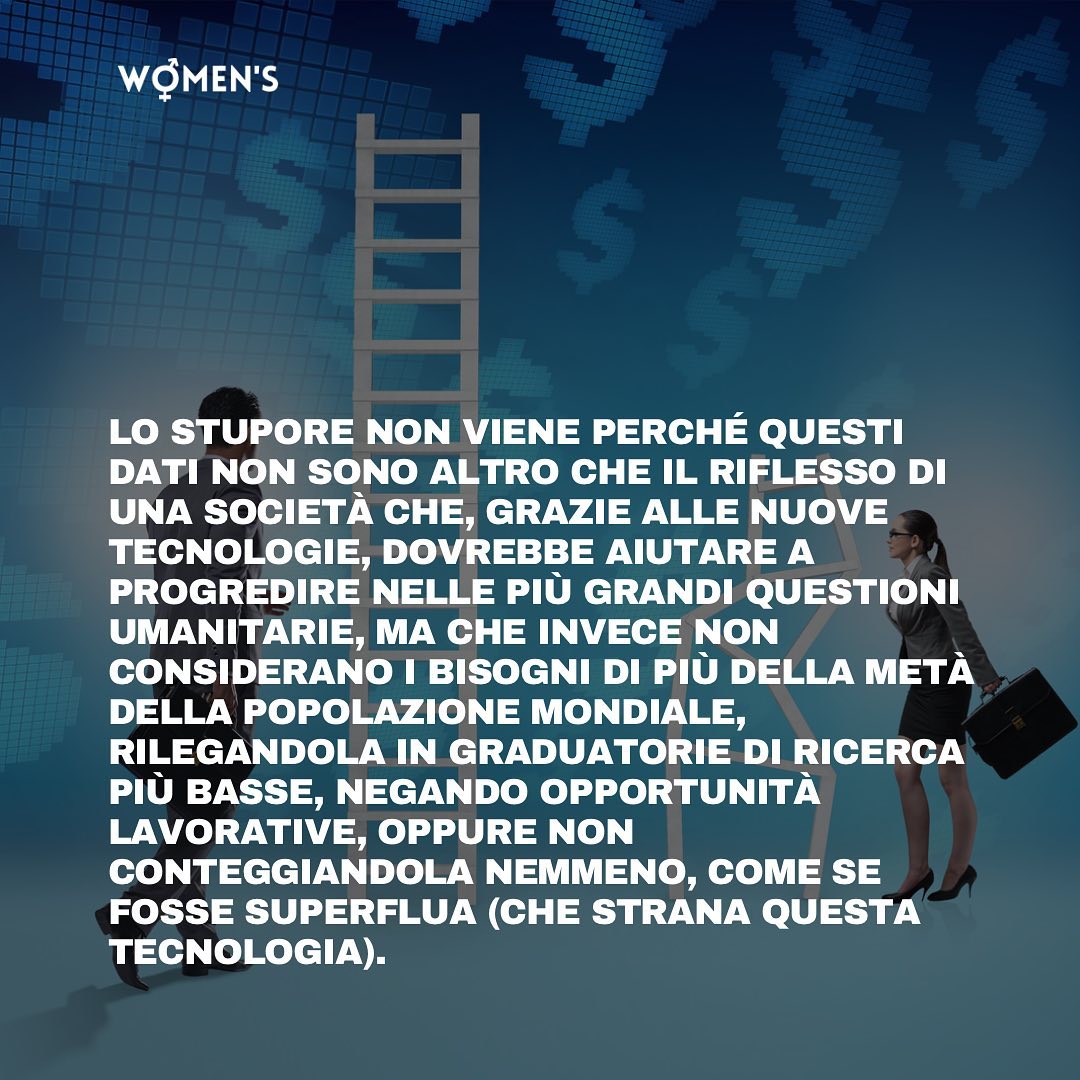 WOMEN'S
LO STUPORE NON VIENE PERCHÉ QUESTI
DATI NON SONO ALTRO CHE IL RIFLESSO DI
UNA SOCIETÀ CHE, GRAZIE ALLE NUOVE
TECNOLOGIE, DOVREBBE AIUTARE A
PROGREDIRE NELLE PIÙ GRANDI QUESTIONI
UMANITARIE, MA CHE INVECE NON
CONSIDERANO I BISOGNI DI PIÙ DELLA METÀ
DELLA POPOLAZIONE MONDIALE,
RILEGANDOLA IN GRADUATORIE DI RICERCA
PIÙ BASSE, NEGANDO OPPORTUNITÀ
LAVORATIVE, OPPURE NON
CONTEGGIANDOLA NEMMENO, COME SE
FOSSE SUPERFLUA (CHE STRANA QUESTA
TECNOLOGIA).